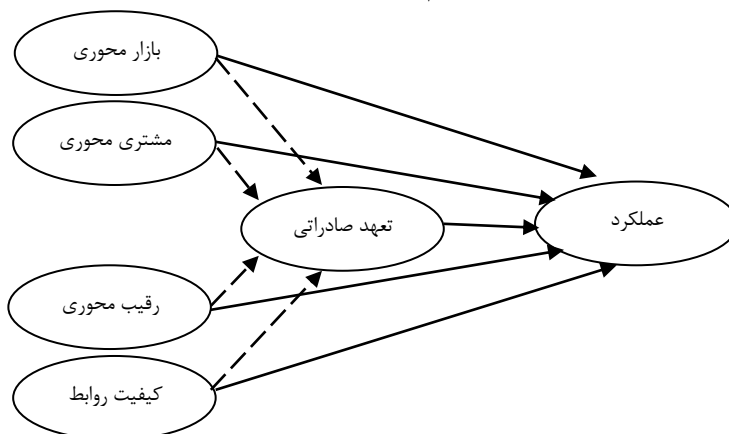 بازار محوری
مشتری محوری
تعهد صادراتی
عملکرد
رقیب محوری
کیفیت روابط